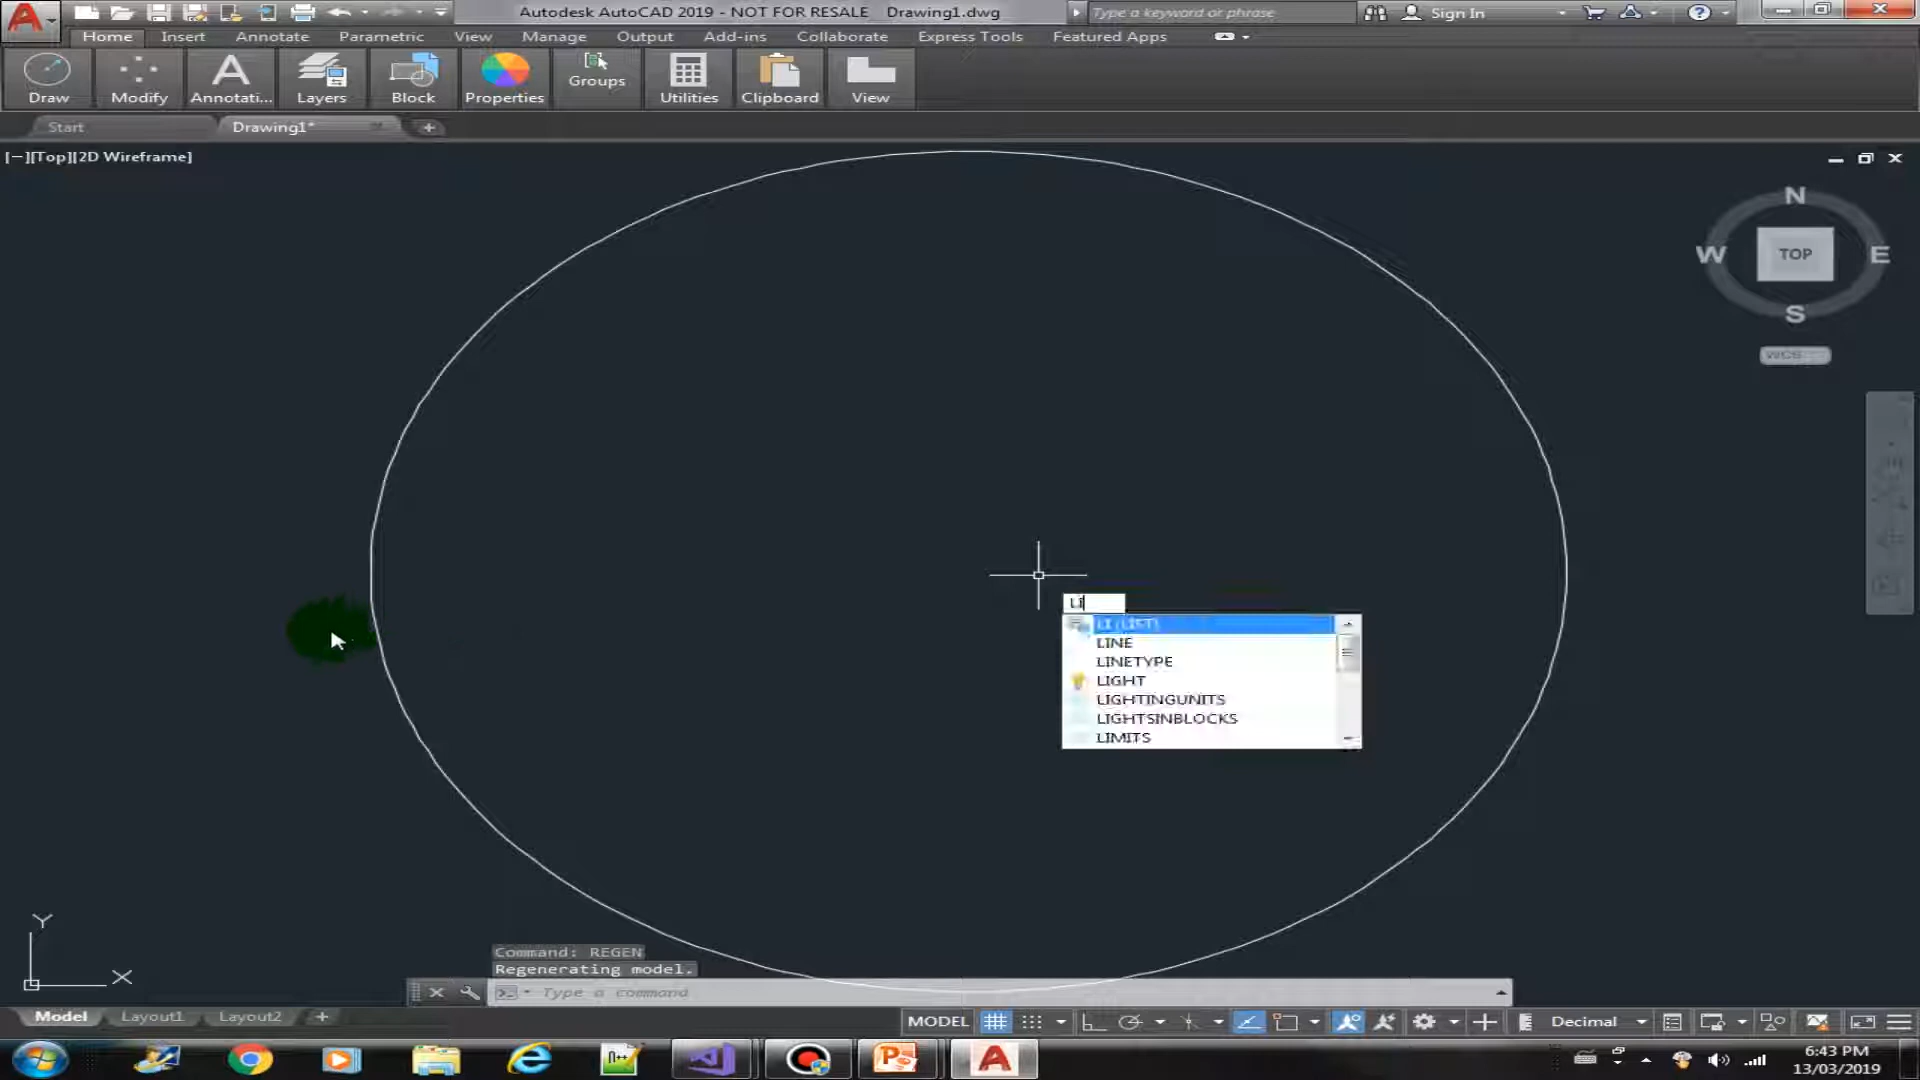 Autodesk AutoCAD 2019 - NOT FOR RESALE Drawing1.dwg
Type a keyword or phrase
Sign In
Home Insert Annotate Parametric View Manage Output Add-ins Collaborate Express Tools Featured Apps
Draw Modify Annotati... Layers Block Properties Groups Utilities Clipboard View
Start Drawing1*
[−][Top][2D Wireframe]
N
W TOP E
S
WCS
LI
LI (LIST)
LINE
LINETYPE
LIGHT
LIGHTINGUNITS
LIGHTSINBLOCKS
LIMITS
Y
X
Command: REGEN
Regenerating model.
Type a command
Model Layout1 Layout2
MODEL Decimal
6:43 PM
13/03/2019